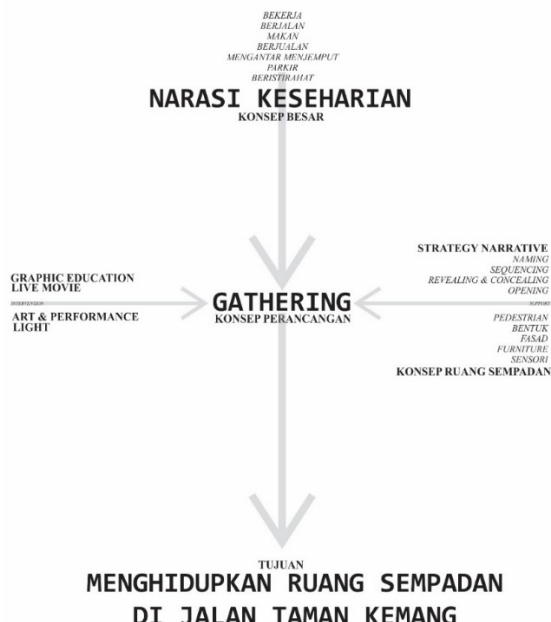 BEKERJA
BERJALAN
MAKAN
BERJUALAN
MENGANTAR MENJEMPUT
PARKIR
BERISTIRAHAT
NARASI KESEHARIAN
KONSEP BESAR
GRAPHIC EDUCATION
LIVE MOVIE
INTERVENSION
ART & PERFORMANCE
LIGHT
GATHERING
KONSEP PERANCANGAN
STRATEGY NARRATIVE
NAMING
SEQUENCING
REVEALING & CONCEALING
OPENING
SUPPORT
PEDESTRIAN
BENTUK
FASAD
FURNITURE
SENSORI
KONSEP RUANG SEMPADAN
TUJUAN
MENGHIDUPKAN RUANG SEMPADAN
DI JALAN TAMAN KEMANG